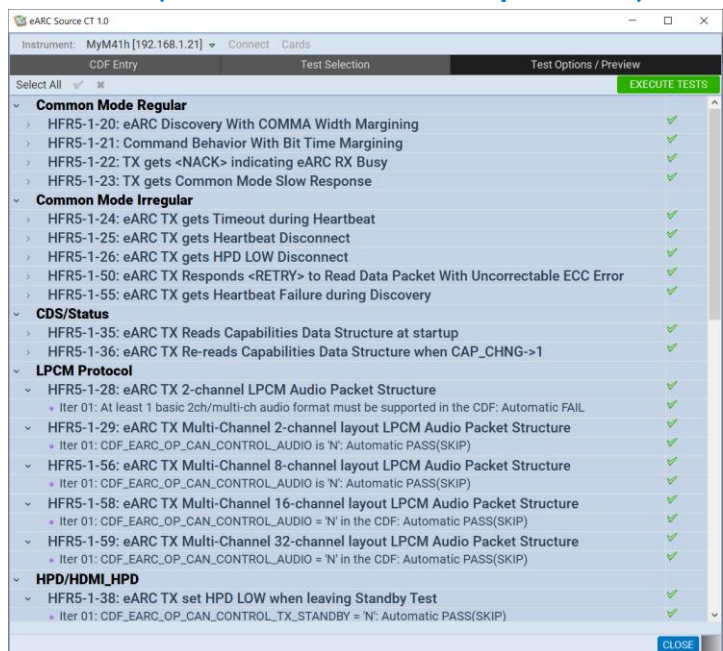 eARC Source CT 1.0
Instrument: MyM41h [192.168.1.21] Connect Cards
CDF Entry Test Selection Test Options / Preview
Select All EXECUTE TESTS
Common Mode Regular
HFR5-1-20: eARC Discovery With COMMA Width Margining
HFR5-1-21: Command Behavior With Bit Time Margining
HFR5-1-22: TX gets <NACK> indicating eARC RX Busy
HFR5-1-23: TX gets Common Mode Slow Response
Common Mode Irregular
HFR5-1-24: eARC TX gets Timeout during Heartbeat
HFR5-1-25: eARC TX gets Heartbeat Disconnect
HFR5-1-26: eARC TX gets HPD LOW Disconnect
HFR5-1-50: eARC TX Responds <RETRY> to Read Data Packet With Uncorrectable ECC Error
HFR5-1-55: eARC TX gets Heartbeat Failure during Discovery
CDS/Status
HFR5-1-35: eARC TX Reads Capabilities Data Structure at startup
HFR5-1-36: eARC TX Re-reads Capabilities Data Structure when CAP_CHNG->1
LPCM Protocol
HFR5-1-28: eARC TX 2-channel LPCM Audio Packet Structure
Iter 01: At least 1 basic 2ch/multi-ch audio format must be supported in the CDF: Automatic FAIL
HFR5-1-29: eARC TX Multi-Channel 2-channel layout LPCM Audio Packet Structure
Iter 01: CDF_EARC_OP_CAN_CONTROL_AUDIO is 'N': Automatic PASS(SKIP)
HFR5-1-56: eARC TX Multi-Channel 8-channel layout LPCM Audio Packet Structure
Iter 01: CDF_EARC_OP_CAN_CONTROL_AUDIO is 'N': Automatic PASS(SKIP)
HFR5-1-58: eARC TX Multi-Channel 16-channel layout LPCM Audio Packet Structure
Iter 01: CDF_EARC_OP_CAN_CONTROL_AUDIO = 'N' in the CDF: Automatic PASS(SKIP)
HFR5-1-59: eARC TX Multi-Channel 32-channel layout LPCM Audio Packet Structure
Iter 01: CDF_EARC_OP_CAN_CONTROL_AUDIO = 'N' in the CDF: Automatic PASS(SKIP)
HPD/HDMI_HPD
HFR5-1-38: eARC TX set HPD LOW when leaving Standby Test
Iter 01: CDF_EARC_OP_CAN_CONTROL_TX_STANDBY = 'N': Automatic PASS(SKIP)
CLOSE